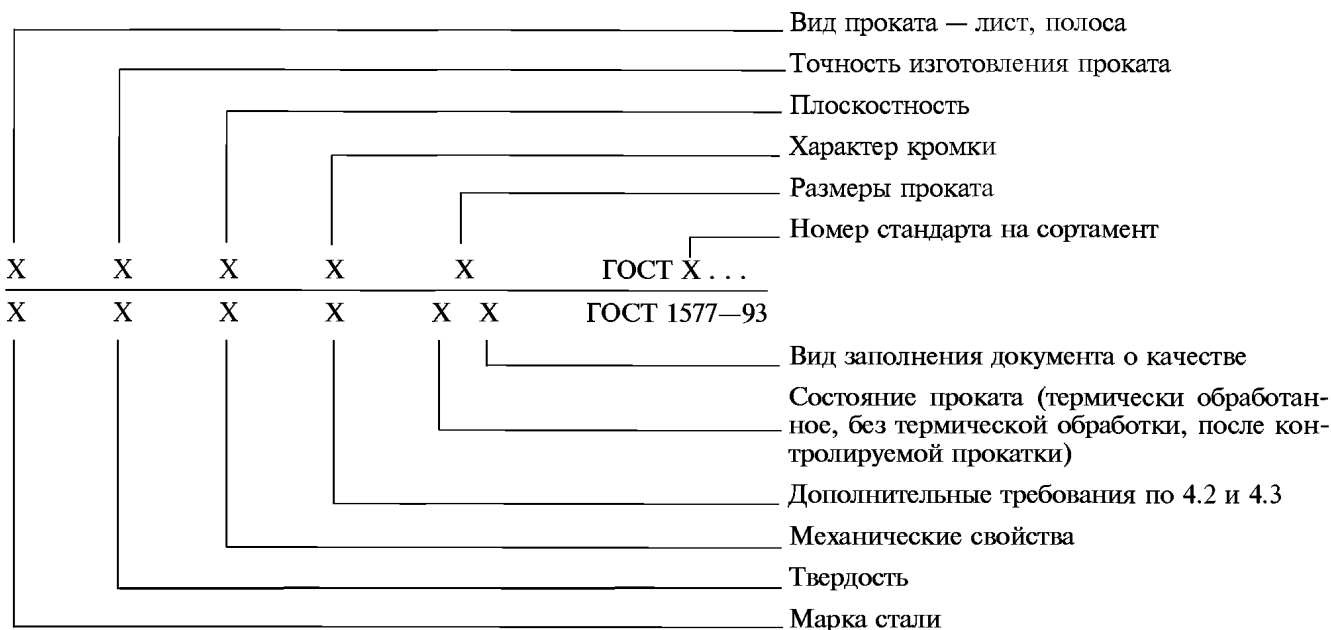 Вид проката — лист, полоса
Точность изготовления проката
Плоскостность
Характер кромки
Размеры проката
Номер стандарта на сортамент
X X X X X ГОСТ X . . .
X X X X X X ГОСТ 1577—93
Вид заполнения документа о качестве
Состояние проката (термически обработан-
ное, без термической обработки, после кон-
тролируемой прокатки)
Дополнительные требования по 4.2 и 4.3
Механические свойства
Твердость
Марка стали